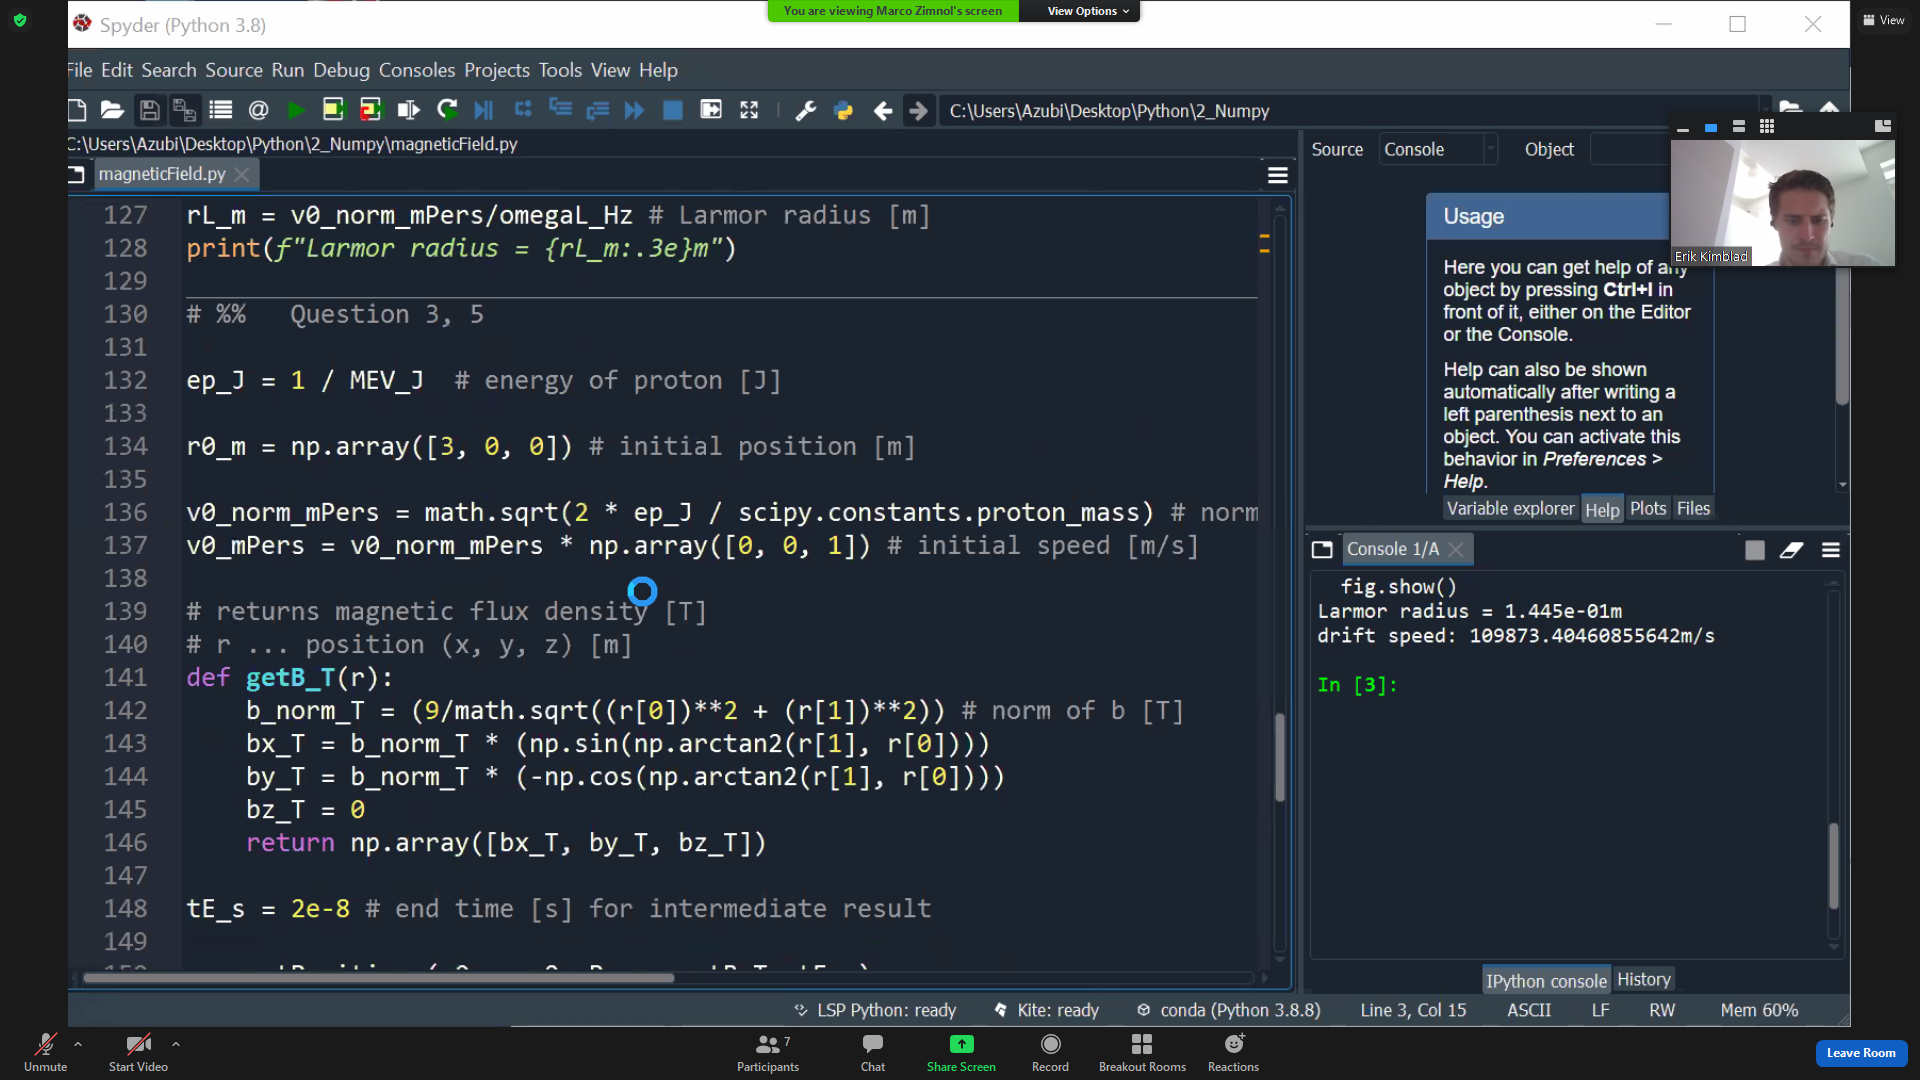 You are viewing Marco Zimnol's screen
View Options
View
Spyder (Python 3.8)
File Edit Search Source Run Debug Consoles Projects Tools View Help
C:\Users\Azubi\Desktop\Python\2_Numpy
C:\Users\Azubi\Desktop\Python\2_Numpy\magneticField.py
magneticField.py
127 rL_m = v0_norm_mPers/omegaL_Hz # Larmor radius [m]
128 print(f"Larmor radius = {rL_m:.3e}m")
129
130 # %% Question 3, 5
131
132 ep_J = 1 / MEV_J # energy of proton [J]
133
134 r0_m = np.array([3, 0, 0]) # initial position [m]
135
136 v0_norm_mPers = math.sqrt(2 * ep_J / scipy.constants.proton_mass) # norm
137 v0_mPers = v0_norm_mPers * np.array([0, 0, 1]) # initial speed [m/s]
138
139 # returns magnetic flux density [T]
140 # r ... position (x, y, z) [m]
141 def getB_T(r):
142 b_norm_T = (9/math.sqrt((r[0])**2 + (r[1])**2)) # norm of b [T]
143 bx_T = b_norm_T * (np.sin(np.arctan2(r[1], r[0])))
144 by_T = b_norm_T * (-np.cos(np.arctan2(r[1], r[0])))
145 bz_T = 0
146 return np.array([bx_T, by_T, bz_T])
147
148 tE_s = 2e-8 # end time [s] for intermediate result
149
Source Console Object
Usage
Here you can get help of any
object by pressing Ctrl+I in
front of it, either on the Editor
or the Console.
Help can also be shown
automatically after writing a
left parenthesis next to an
object. You can activate this
behavior in Preferences >
Help.
Erik Kimblad
Variable explorer Help Plots Files
Console 1/A
fig.show()
Larmor radius = 1.445e-01m
drift speed: 109873.40460855642m/s
In [3]:
IPython console History
LSP Python: ready Kite: ready conda (Python 3.8.8) Line 3, Col 15 ASCII LF RW Mem 60%
Unmute
Start Video
7
Participants
Chat
Share Screen
Record
Breakout Rooms
Reactions
Leave Room